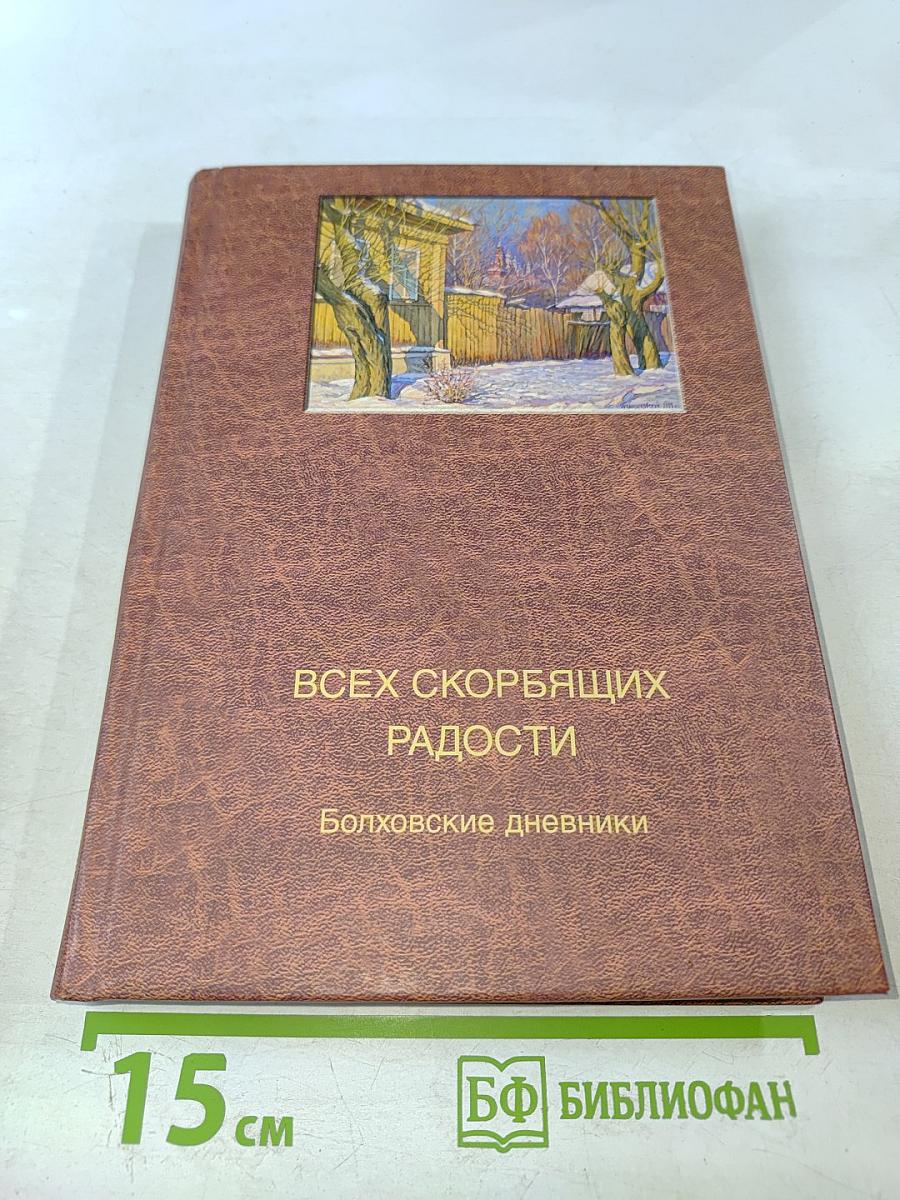 ВСЕХ СКОРБЯЩИХ
РАДОСТИ
Болховские дневники
15 см
БФ БИБЛИОФАН